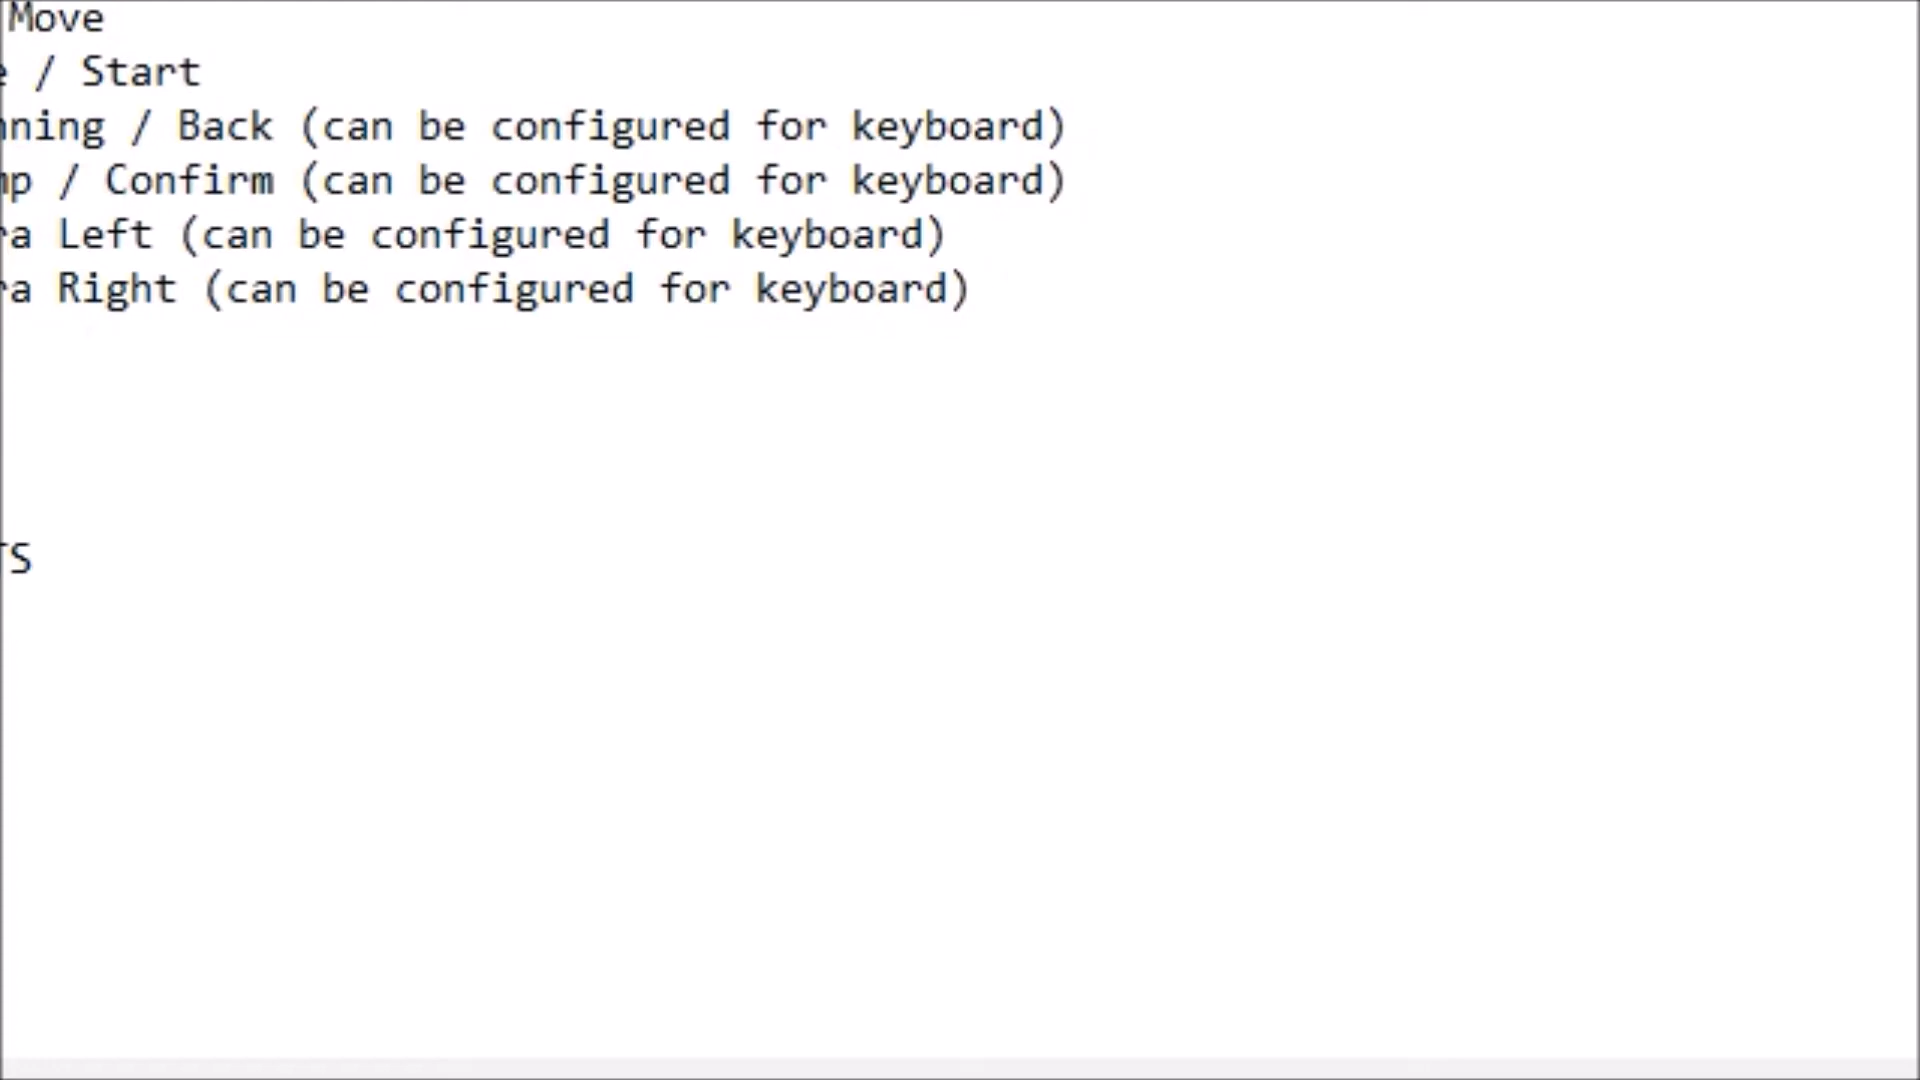 Move
/ Start
/ Back (can be configured for keyboard)
/ Confirm (can be configured for keyboard)
Left (can be configured for keyboard)
Right (can be configured for keyboard)